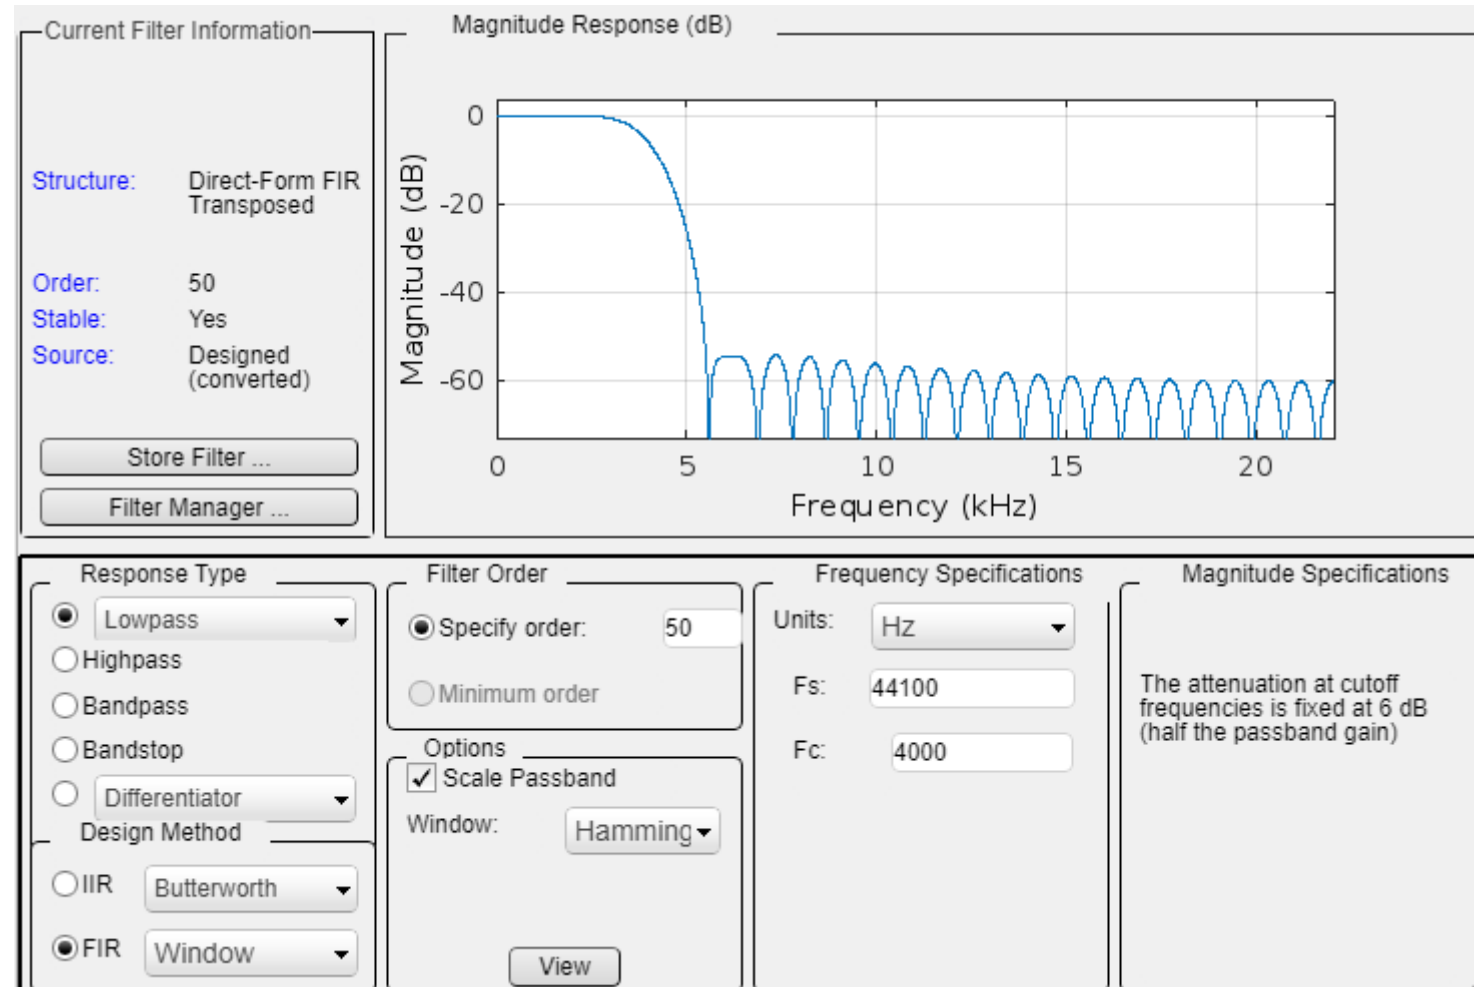 Current Filter Information
Structure: Direct-Form FIR
Transposed
Order: 50
Stable: Yes
Source: Designed
(converted)
Store Filter ...
Filter Manager ...
Magnitude Response (dB)
Magnitude (dB)
0
-20
-40
-60
0 5 10 15 20
Frequency (kHz)
Response Type
Lowpass
Highpass
Bandpass
Bandstop
Differentiator
Design Method
IIR Butterworth
FIR Window
Filter Order
Specify order: 50
Minimum order
Options
Scale Passband
Window: Hamming
View
Frequency Specifications
Units: Hz
Fs: 44100
Fc: 4000
Magnitude Specifications
The attenuation at cutoff
frequencies is fixed at 6 dB
(half the passband gain)